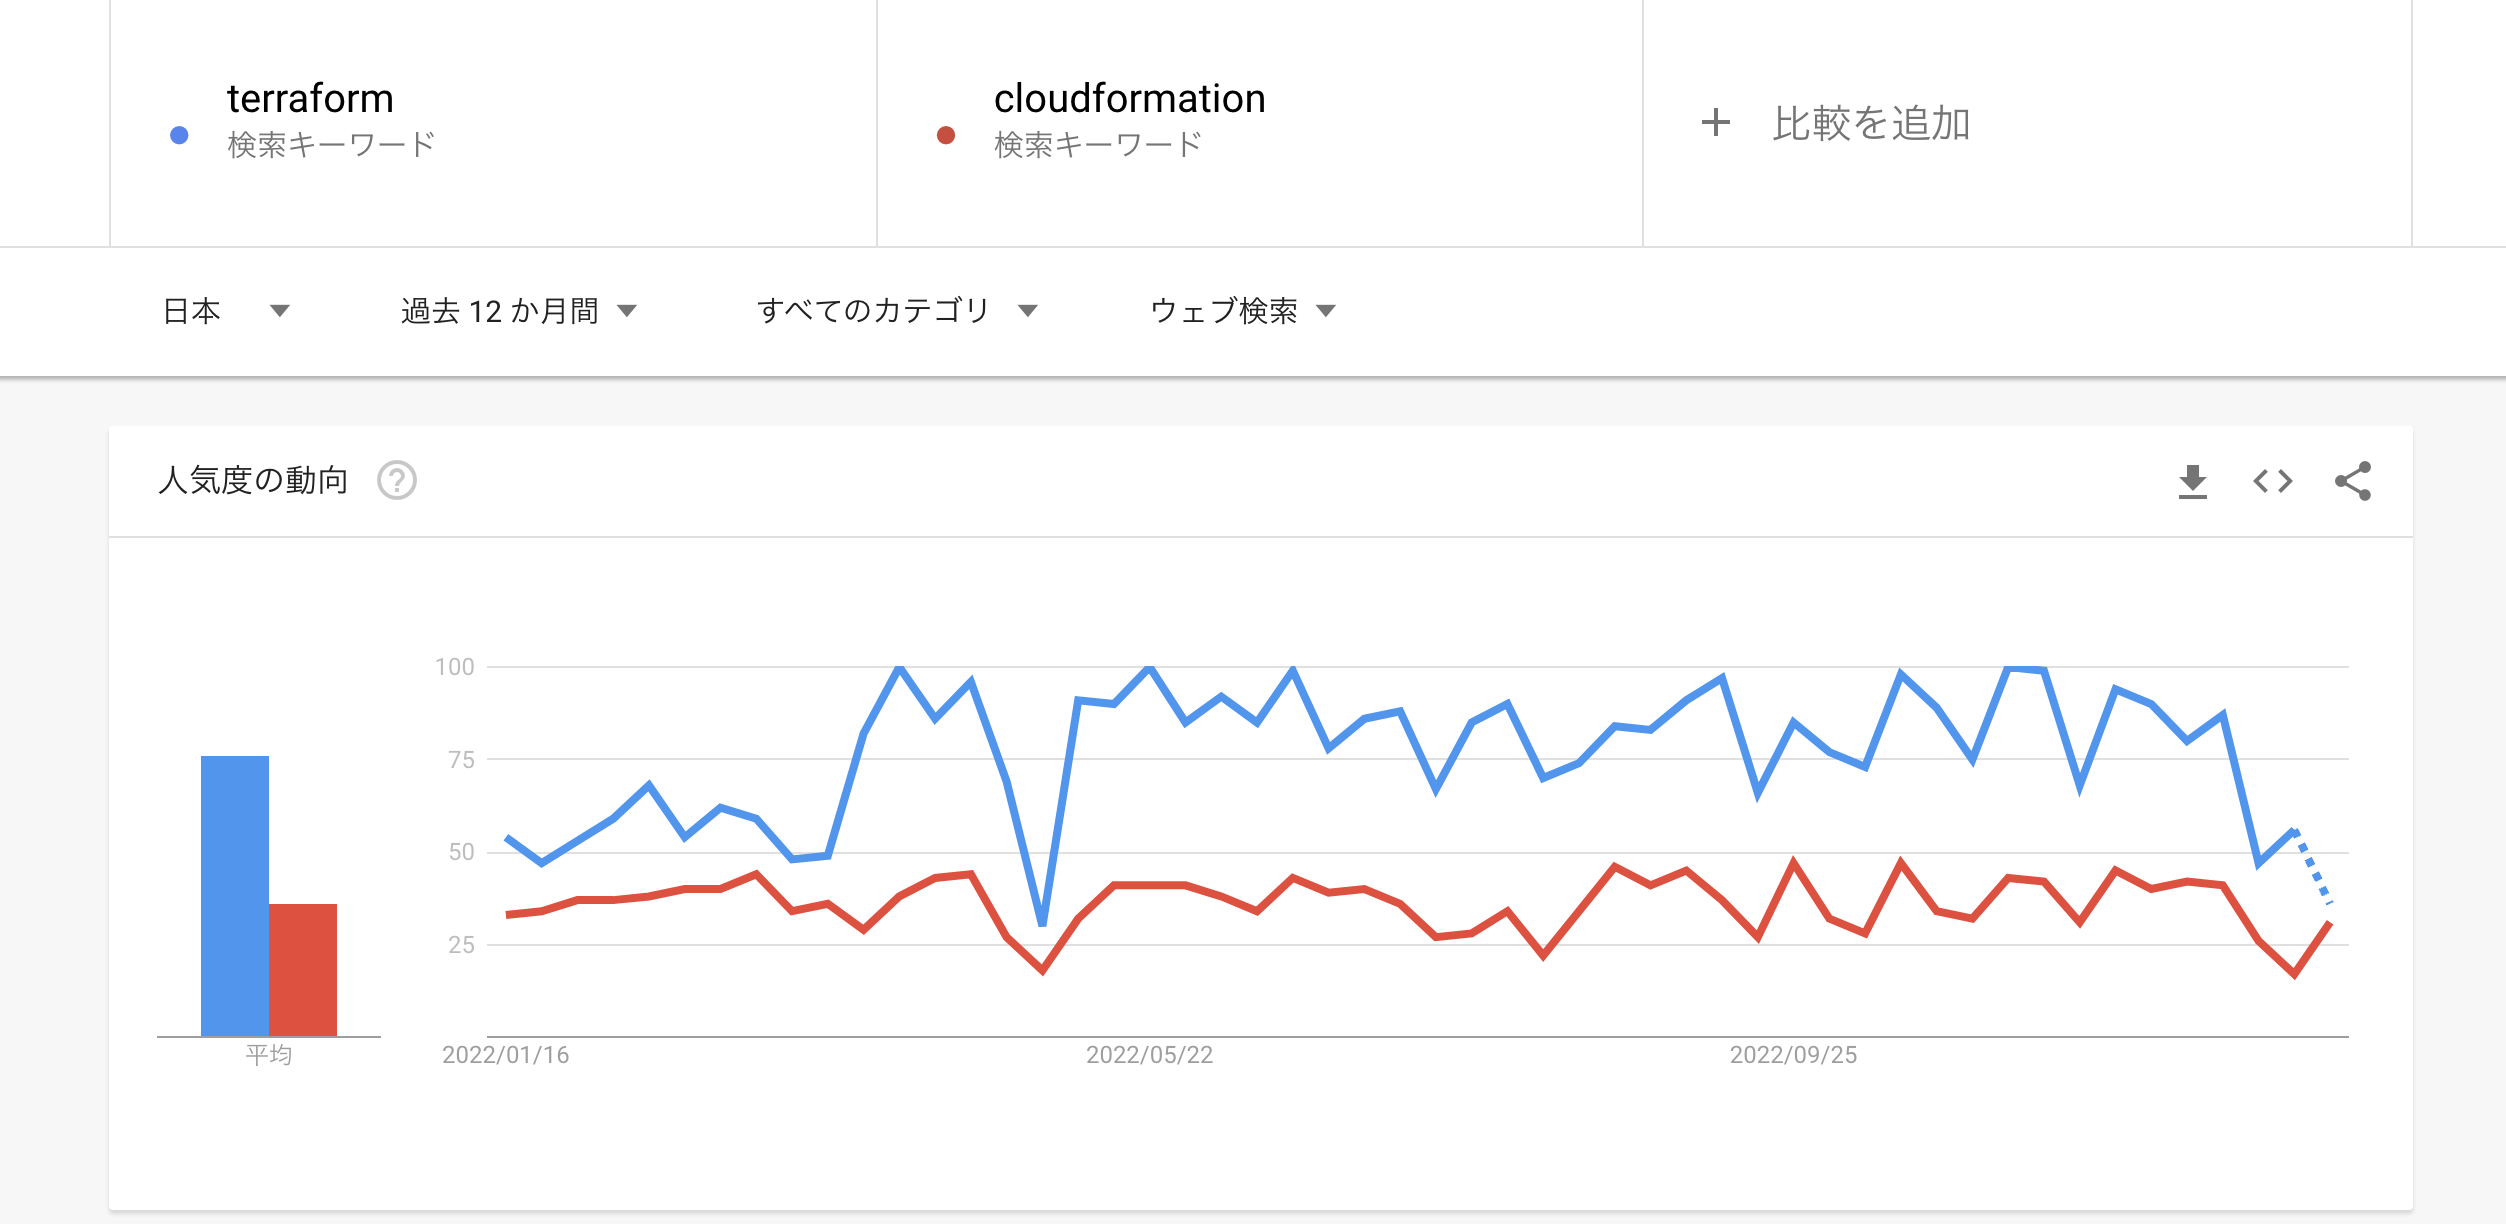 terraform
検索キーワード
cloudformation
検索キーワード
+ 比較を追加
日本
過去 12 か月間
すべてのカテゴリ
ウェブ検索
人気度の動向
?
100
75
50
25
平均
2022/01/16
2022/05/22
2022/09/25